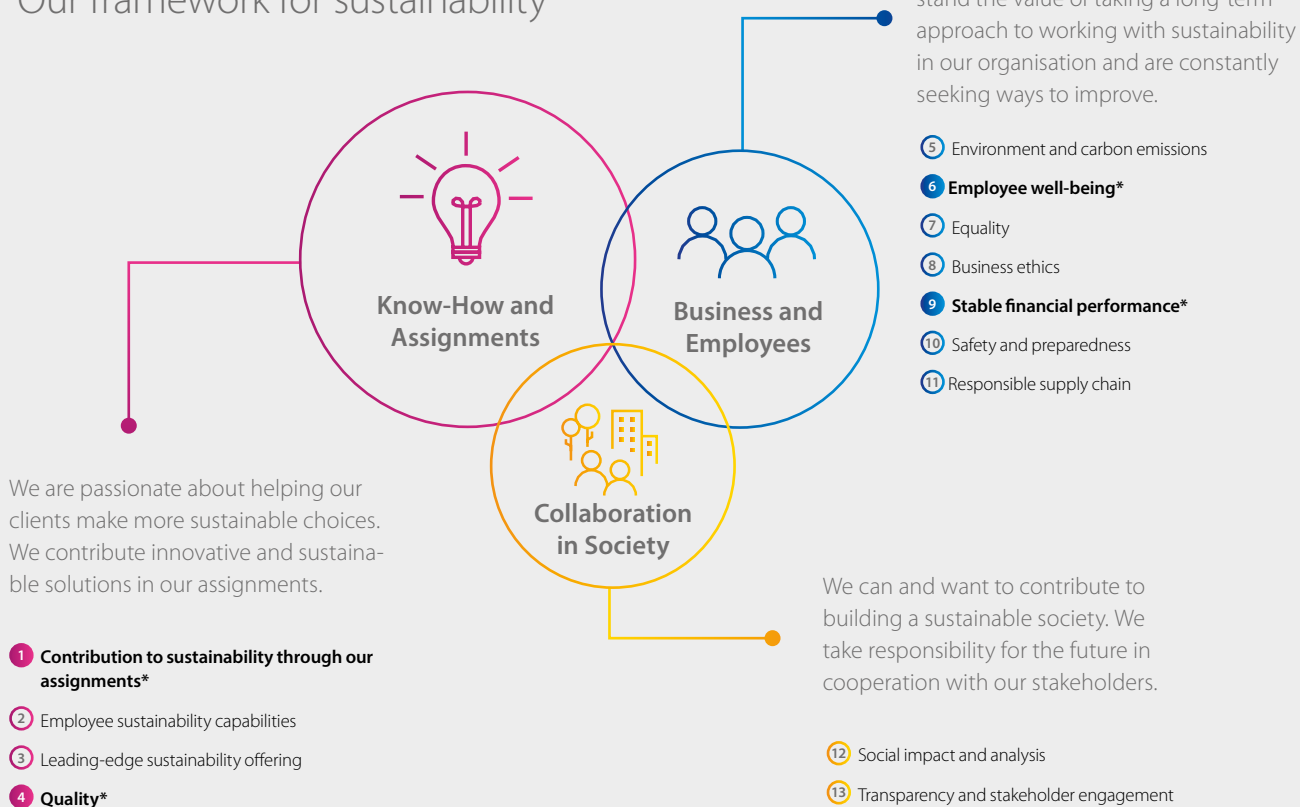 Our framework for sustainability
stand the value of taking a long-term
approach to working with sustainability
in our organisation and are constantly
seeking ways to improve.
5 Environment and carbon emissions
6 Employee well-being*
7 Equality
8 Business ethics
9 Stable financial performance*
10 Safety and preparedness
11 Responsible supply chain
Know-How and
Assignments
Business and
Employees
Collaboration
in Society
We are passionate about helping our
clients make more sustainable choices.
We contribute innovative and sustaina-
ble solutions in our assignments.
1 Contribution to sustainability through our
assignments*
2 Employee sustainability capabilities
3 Leading-edge sustainability offering
4 Quality*
We can and want to contribute to
building a sustainable society. We
take responsibility for the future in
cooperation with our stakeholders.
12 Social impact and analysis
13 Transparency and stakeholder engagement